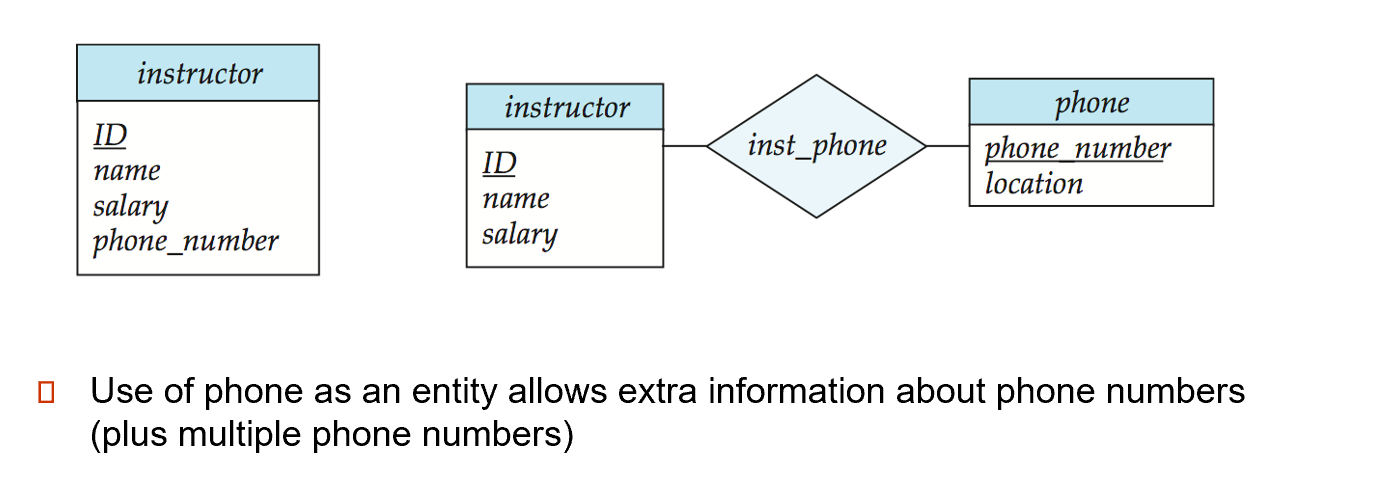 instructor
ID
name
salary
phone_number
instructor
ID
name
salary
inst_phone
phone
phone_number
location
Use of phone as an entity allows extra information about phone numbers
(plus multiple phone numbers)